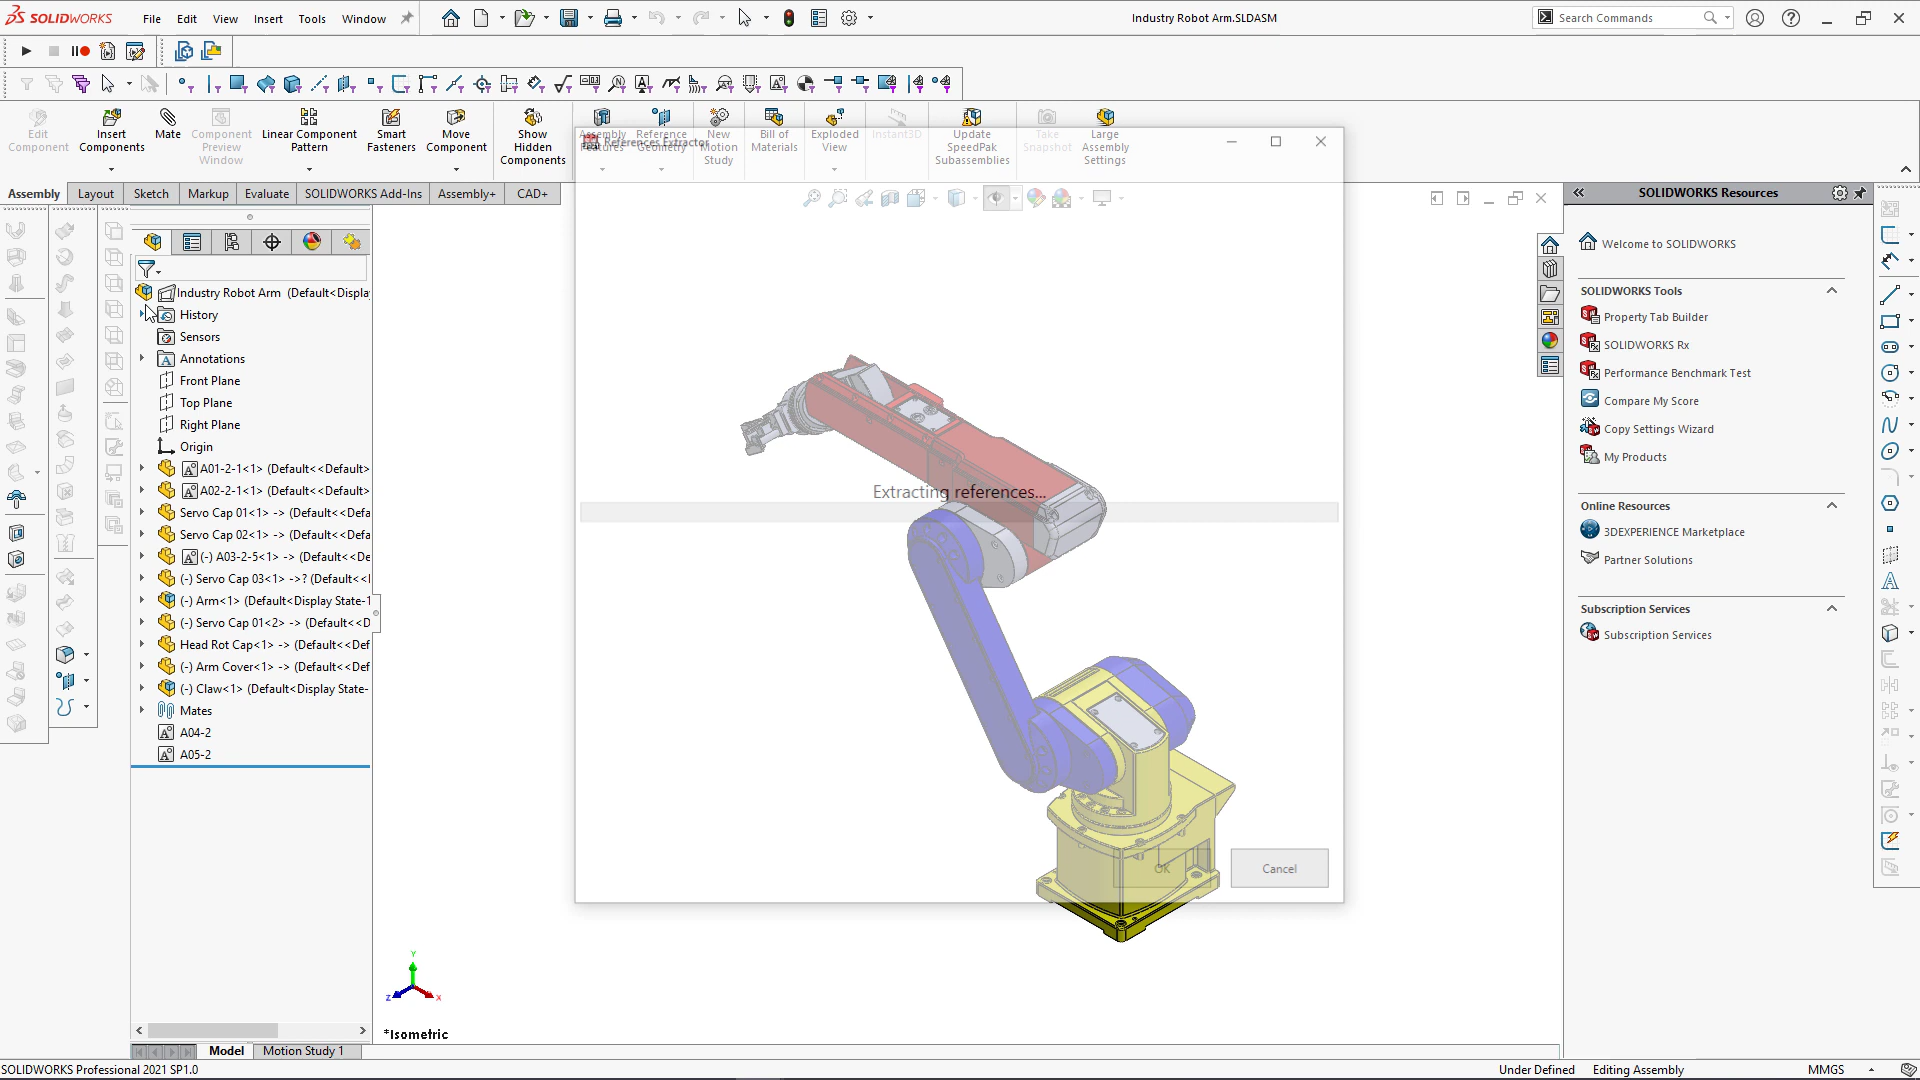 SOLIDWORKS
File Edit View Insert Tools Window
Industry Robot Arm.SLDASM
Search Commands
Edit Component
Insert Components
Mate
Component Preview Window
Linear Component Pattern
Smart Fasteners
Move Component
Show Hidden Components
Assembly Features
Reference Geometry
New Motion Study
Bill of Materials
Exploded View
Instant3D
Update SpeedPak Subassemblies
Take Snapshot
Large Assembly Settings
References Extractor
Assembly Layout Sketch Markup Evaluate SOLIDWORKS Add-Ins Assembly+ CAD+
Industry Robot Arm (Default<Displa
History
Sensors
Annotations
Front Plane
Top Plane
Right Plane
Origin
A01-2-1<1> (Default<<Default>
A02-2-1<1> (Default<<Default>
Servo Cap 01<1> -> (Default<<Defa
Servo Cap 02<1> -> (Default<<Defa
(-) A03-2-5<1> -> (Default<<De
(-) Servo Cap 03<1> ->? (Default<<
(-) Arm<1> (Default<Display State-1
(-) Servo Cap 01<2> -> (Default<<D
Head Rot Cap<1> -> (Default<<Def
(-) Arm Cover<1> -> (Default<<Def
(-) Claw<1> (Default<Display State-
Mates
A04-2
A05-2
Extracting references...
OK
Cancel
Y
Z
X
*Isometric
Model
Motion Study 1
SOLIDWORKS Resources
Welcome to SOLIDWORKS
SOLIDWORKS Tools
Property Tab Builder
SOLIDWORKS Rx
Performance Benchmark Test
Compare My Score
Copy Settings Wizard
My Products
Online Resources
3DEXPERIENCE Marketplace
Partner Solutions
Subscription Services
Subscription Services
SOLIDWORKS Professional 2021 SP1.0
Under Defined
Editing Assembly
MMGS